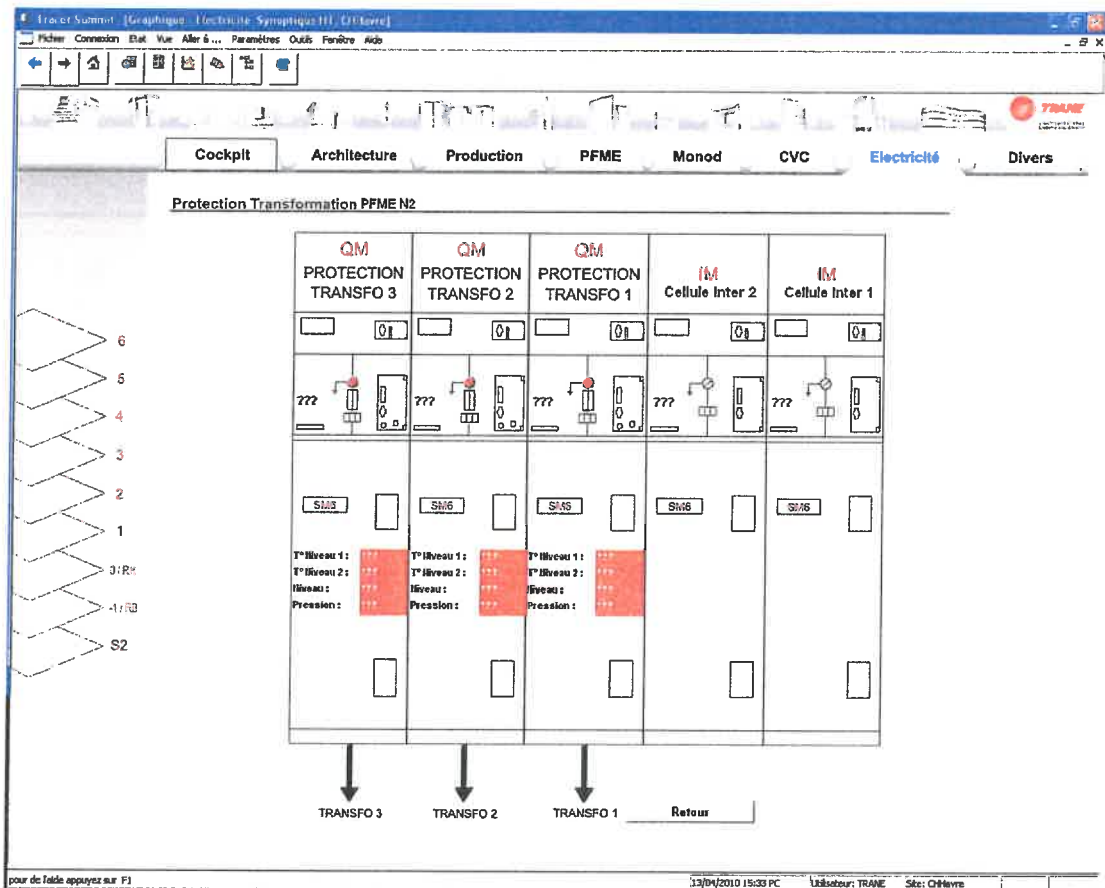 Tracer Summit - [Graphique - Electricité Synoptique HT, CHHavre]
Fichier Connexion Etat Vue Aller à ... Paramètres Outils Fenêtre Aide
TRANE
Cockpit Architecture Production PFME Monod CVC Electricité Divers
Protection Transformation PFME N2
QM QM QM IM IM
PROTECTION PROTECTION PROTECTION Cellule Inter 2 Cellule Inter 1
TRANSFO 3 TRANSFO 2 TRANSFO 1
??? ??? ??? ??? ???
6
5
4
3
2
1
S2
SM6 SM6 SM6 SM6 SM6
T° Niveau 1 : ??? T° Niveau 1 : ??? T° Niveau 1 : ???
T° Niveau 2 : ??? T° Niveau 2 : ??? T° Niveau 2 : ???
Niveau : ??? Niveau : ??? Niveau : ???
Pression : ??? Pression : ??? Pression : ???
TRANSFO 3 TRANSFO 2 TRANSFO 1 Retour
pour de l'aide appuyez sur F1
13/04/2010 15:33 PC Utilisateur: TRANE Site: CHHavre